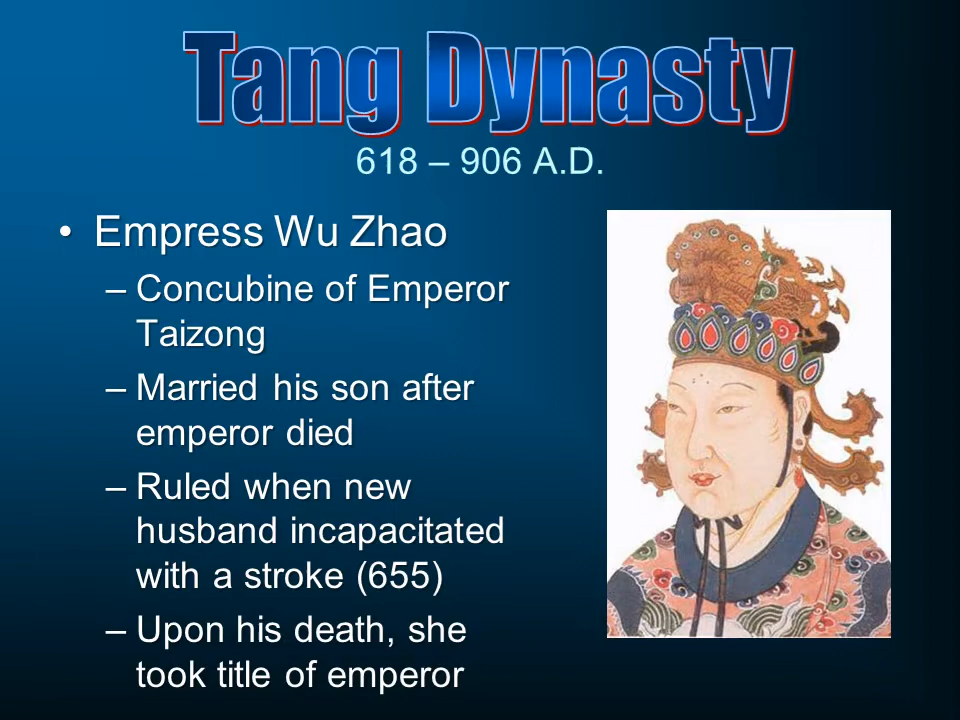 Tang Dynasty
618 – 906 A.D.
• Empress Wu Zhao
– Concubine of Emperor
Taizong
– Married his son after
emperor died
– Ruled when new
husband incapacitated
with a stroke (655)
– Upon his death, she
took title of emperor